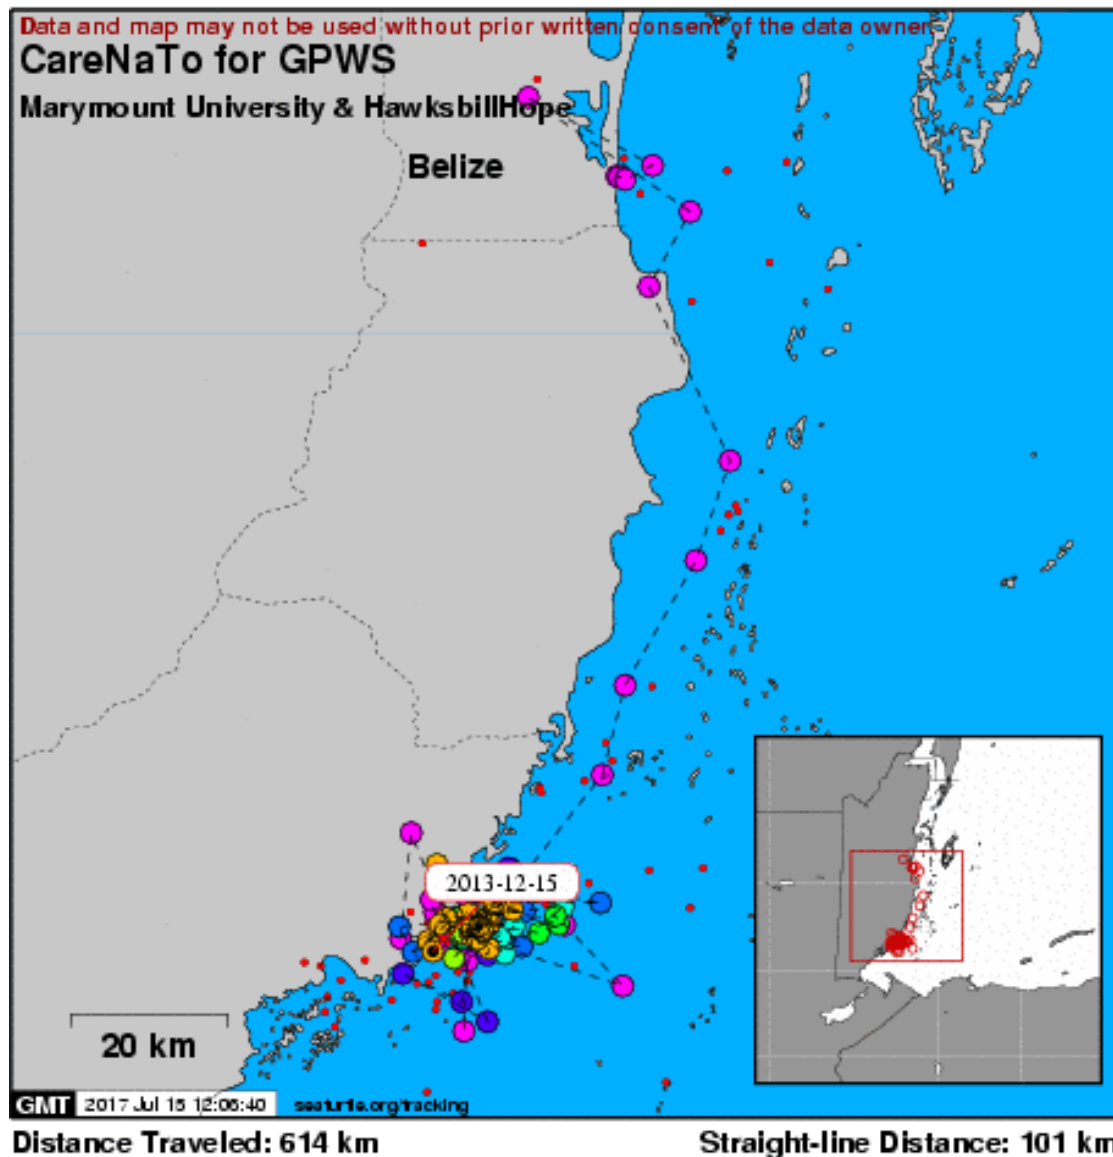 Data and map may not be used without prior written consent of the data owner.
CareNaTo for GPWS
Marymount University & HawksbillHope
Belize
2013-12-15
20 km
GMT 2017 Jul 15 12:06:40 seaturtle.org/tracking
Distance Traveled: 614 km Straight-line Distance: 101 km